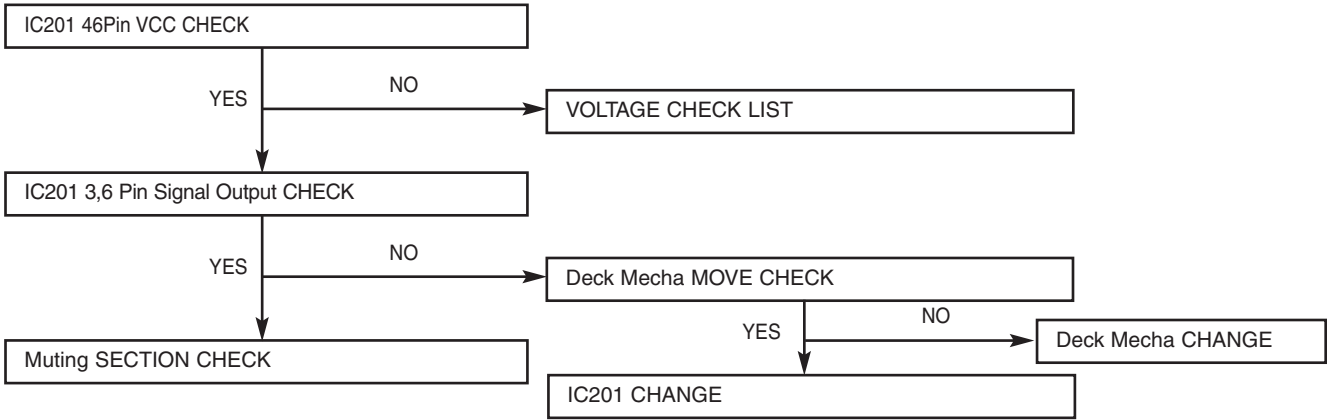 IC201 46Pin VCC CHECK
YES
NO
VOLTAGE CHECK LIST
IC201 3,6 Pin Signal Output CHECK
YES
NO
Deck Mecha MOVE CHECK
YES
NO
Muting SECTION CHECK
Deck Mecha CHANGE
IC201 CHANGE